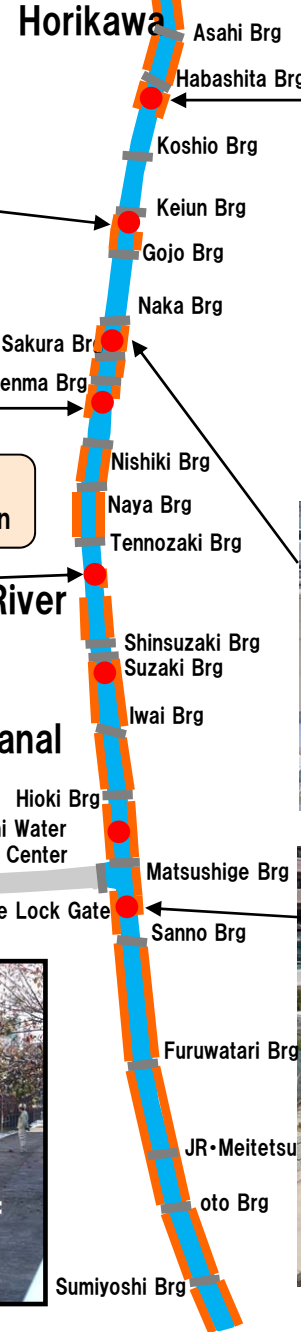 Horikawa
Asahi Brg
Habashita Brg
Koshio Brg
Keiun Brg
Gojo Brg
Naka Brg
Sakura Brg
enma Brg
Nishiki Brg
Naya Brg
n
Tennozaki Brg
River
Shinsuzaki Brg
Suzaki Brg
Iwai Brg
anal
Hioki Brg
ni Water
Center
Matsushige Brg
e Lock Gate
Sanno Brg
Furuwatari Brg
JR・Meitetsu
oto Brg
Sumiyoshi Brg